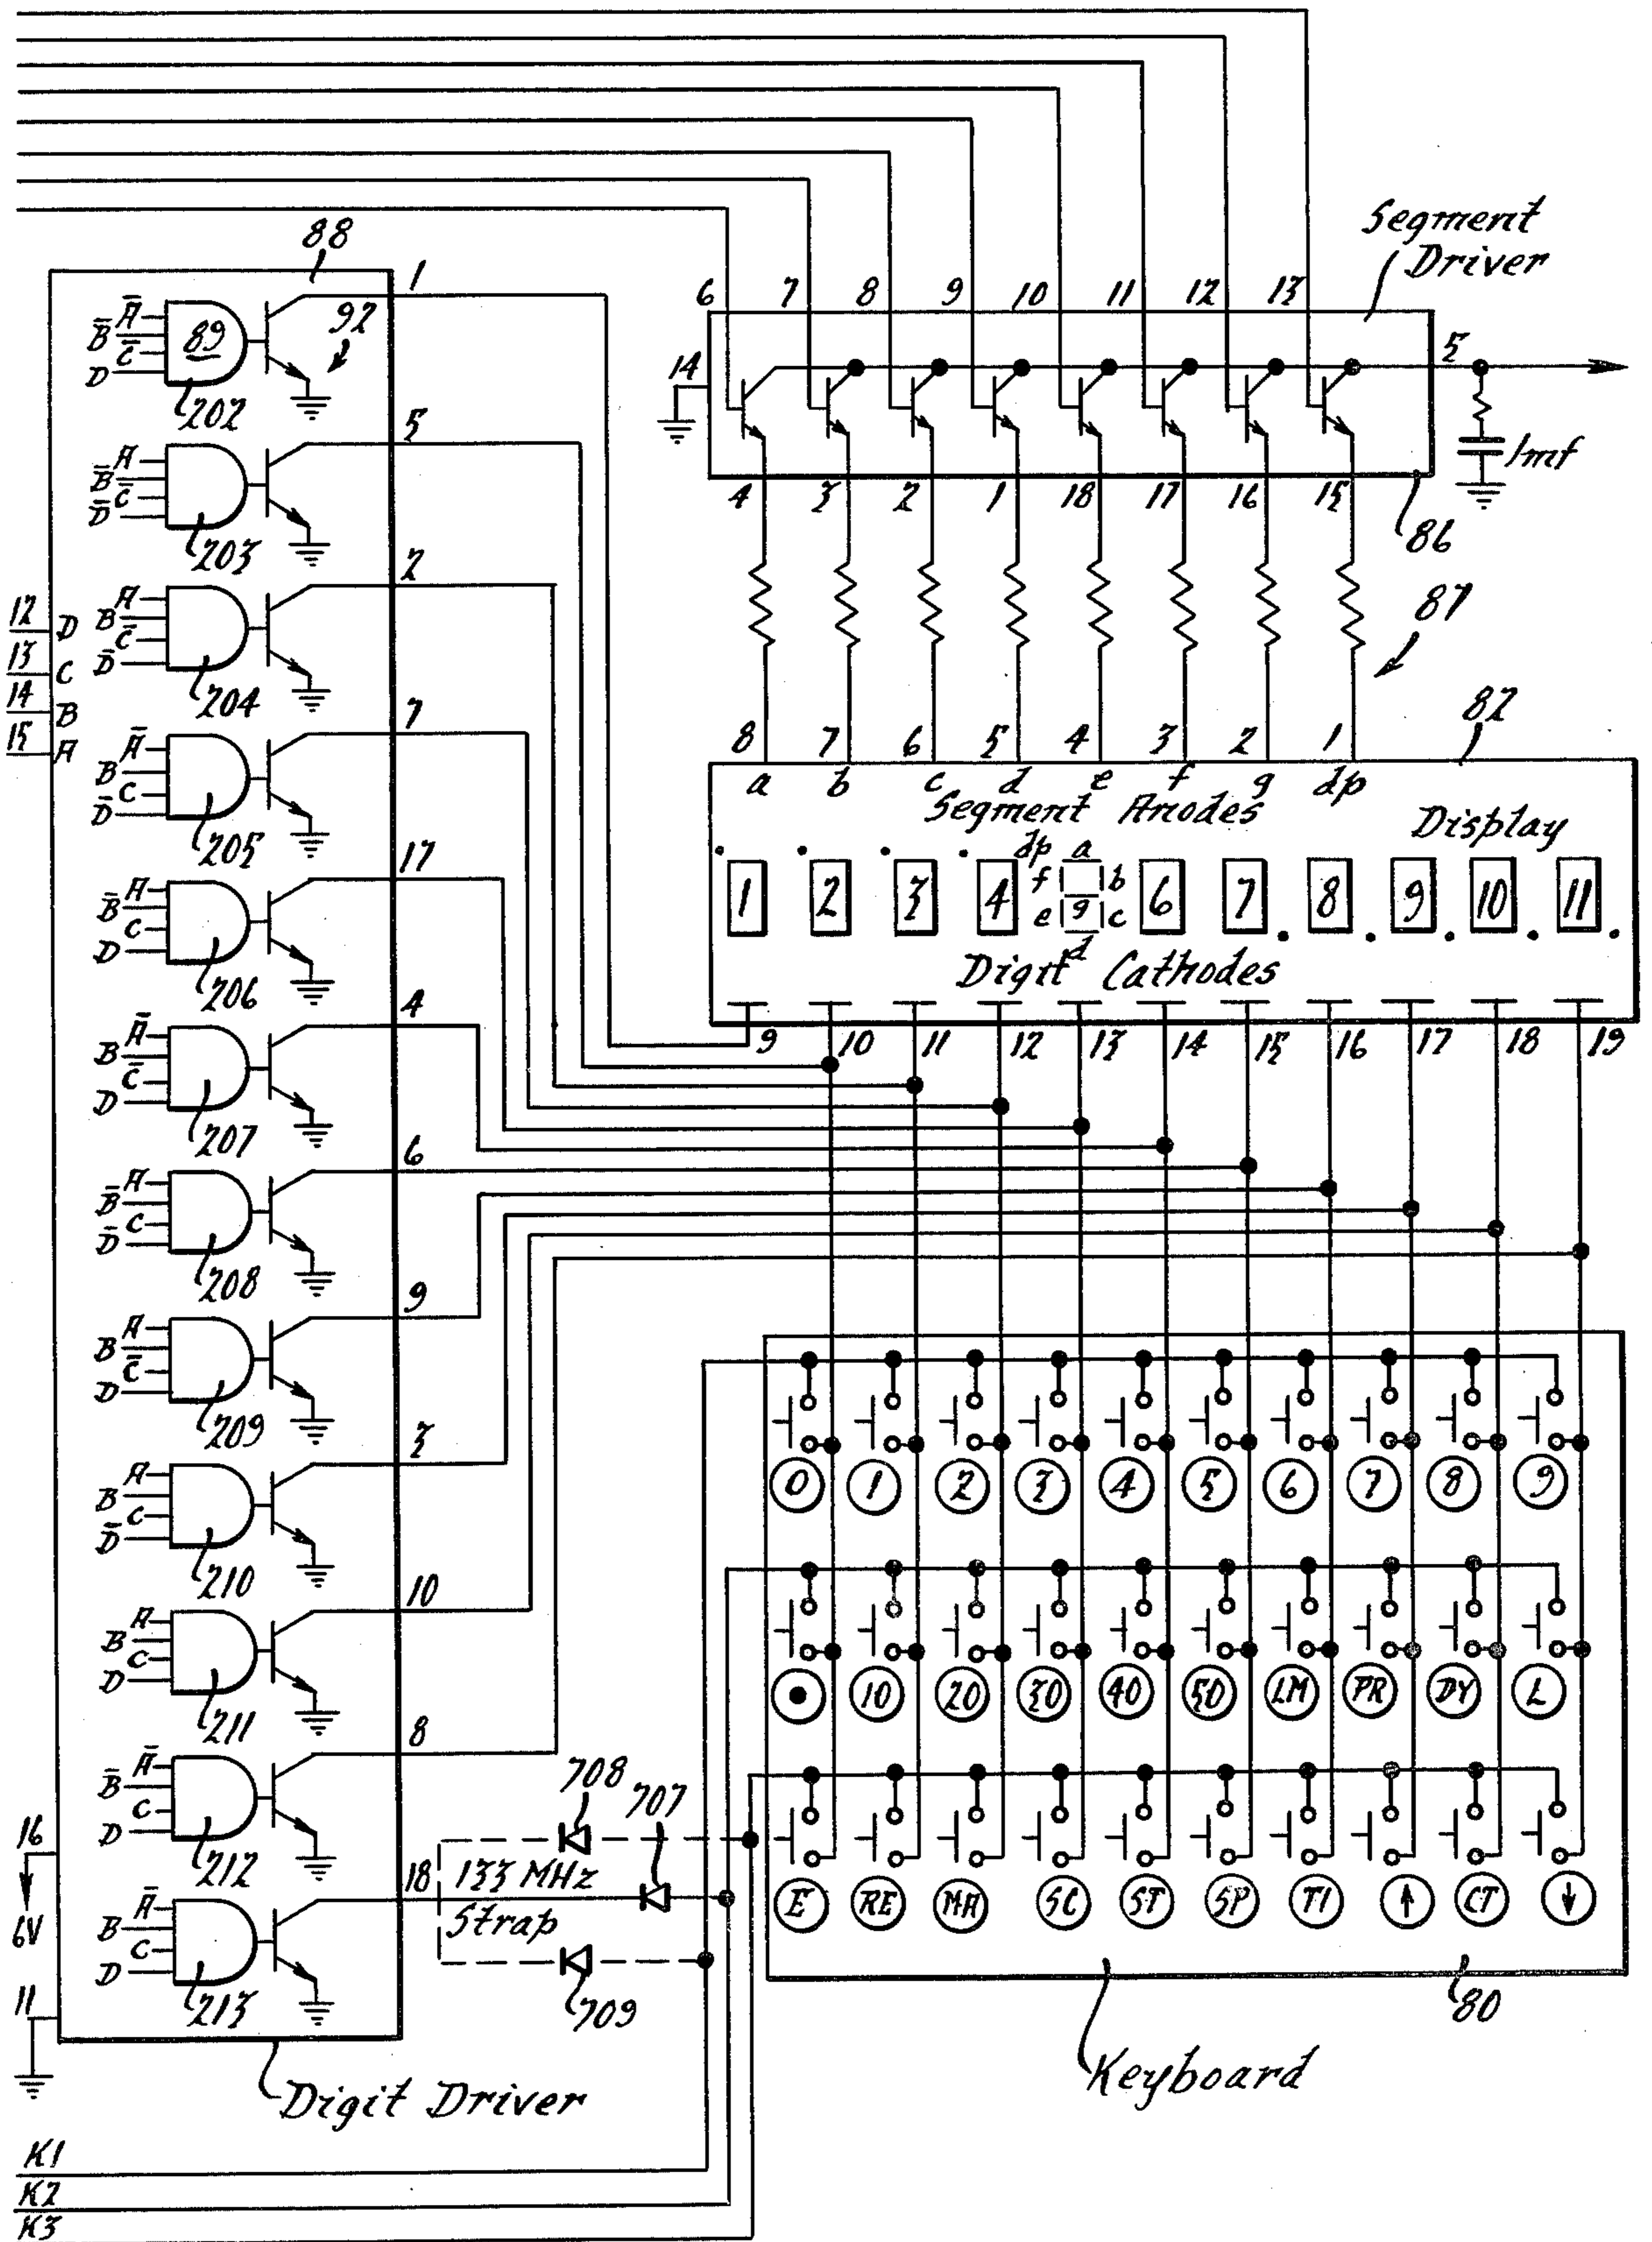 Segment
Driver
88
6 7 8 9 10 11 12 13
14
5
1mf
4 3 2 1 18 17 16 15
86
87
82
8 7 6 5 4 3 2 1
a b c d e f g dp
Segment Anodes
Display
dp a
f b
e g c
d
1 2 3 4 6 7 8 9 10 11
Digit Cathodes
9 10 11 12 13 14 15 16 17 18 19
1
92
Ā
B̄
C̄
D
89
202
5
A
B̄
C̄
D̄
203
2
A
B
C̄
D̄
204
12 D
13 C
14 B
15 A
7
Ā
B
C
D̄
205
17
A
B̄
C
D
206
4
Ā
B
C̄
D
207
6
A
B̄
C
D̄
208
9
A
B
C̄
D
209
3
A
B
C
D̄
210
10
A
B
C
D
211
8
Ā
B̄
C
D
212
18
Ā
B
C
D
213
16
6V
11
708
707
133 MHz
Strap
709
0 1 2 3 4 5 6 7 8 9
• 10 20 30 40 50 LM PR DY L
E RE MA SC ST SP TI ↑ CT ↓
80
Keyboard
Digit Driver
K1
K2
K3